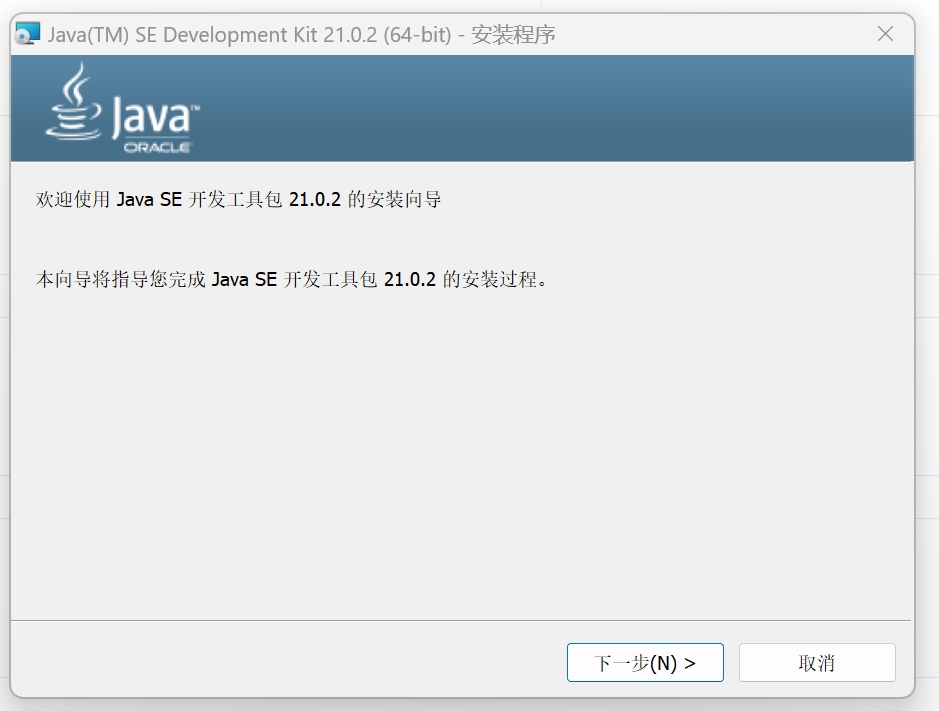 Java(TM) SE Development Kit 21.0.2 (64-bit) - 安装程序
Java™
ORACLE
欢迎使用 Java SE 开发工具包 21.0.2 的安装向导
本向导将指导您完成 Java SE 开发工具包 21.0.2 的安装过程。
下一步(N) >
取消